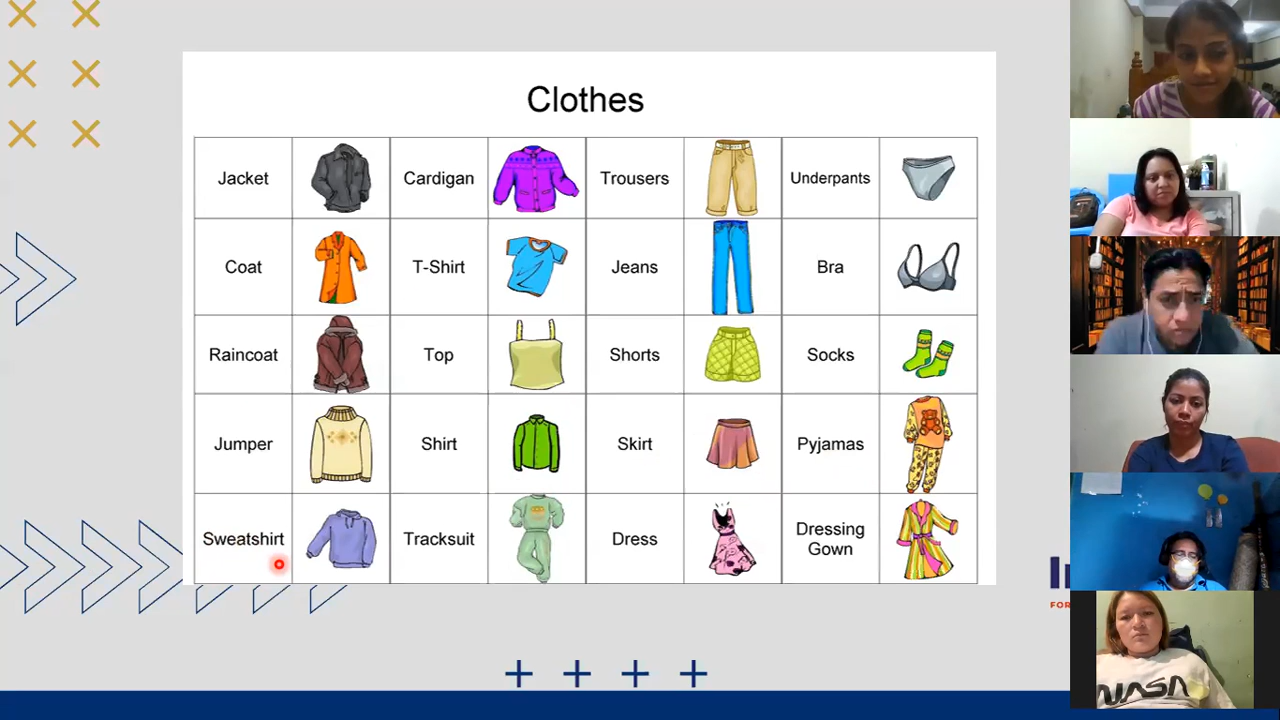 Clothes
Jacket Cardigan Trousers Underpants
Coat T-Shirt Jeans Bra
Raincoat Top Shorts Socks
Jumper Shirt Skirt Pyjamas
Sweatshirt Tracksuit Dress Dressing
Gown
FOR
NASA